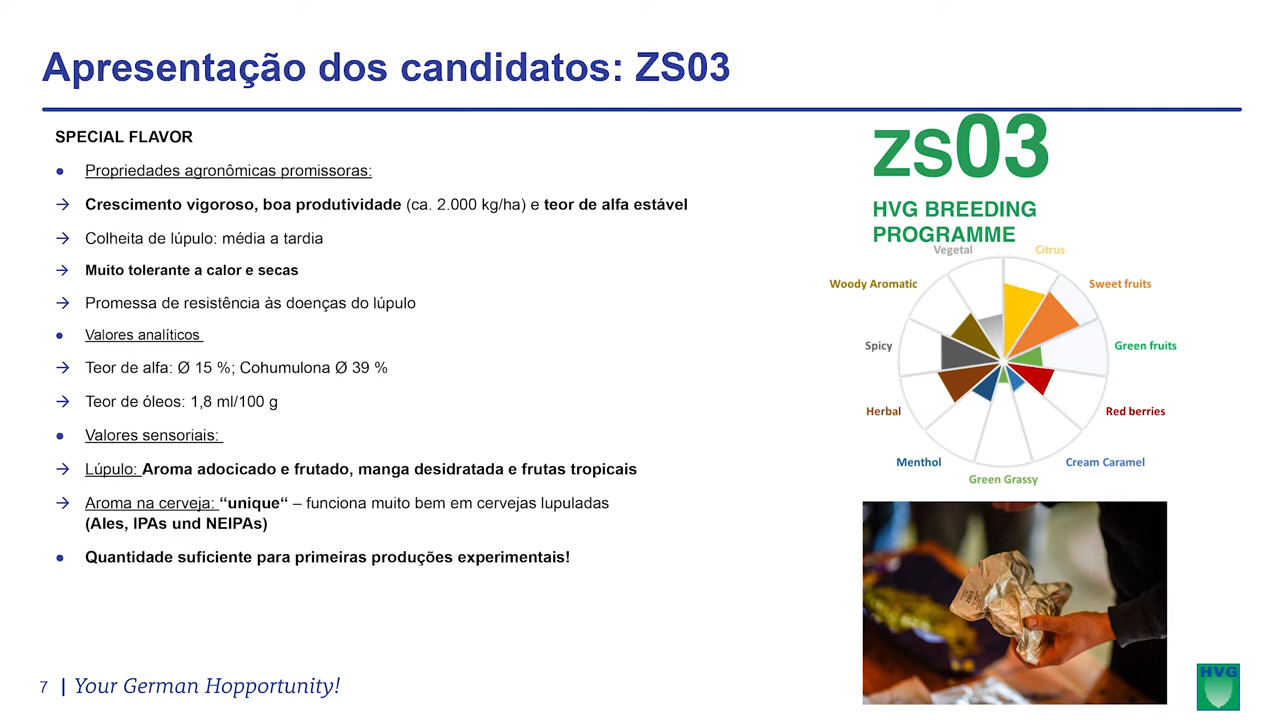 Apresentação dos candidatos: ZS03
SPECIAL FLAVOR
● Propriedades agronômicas promissoras:
→ Crescimento vigoroso, boa produtividade (ca. 2.000 kg/ha) e teor de alfa estável
→ Colheita de lúpulo: média a tardia
→ Muito tolerante a calor e secas
→ Promessa de resistência às doenças do lúpulo
● Valores analíticos
→ Teor de alfa: Ø 15 %; Cohumulona Ø 39 %
→ Teor de óleos: 1,8 ml/100 g
● Valores sensoriais:
→ Lúpulo: Aroma adocicado e frutado, manga desidratada e frutas tropicais
→ Aroma na cerveja: “unique“ – funciona muito bem em cervejas lupuladas
(Ales, IPAs und NEIPAs)
● Quantidade suficiente para primeiras produções experimentais!
ZS03
HVG BREEDING
PROGRAMME
Vegetal
Citrus
Woody Aromatic
Sweet fruits
Spicy
Green fruits
Herbal
Red berries
Menthol
Cream Caramel
Green Grassy
ZS03
7 | Your German Hopportunity!
HVG